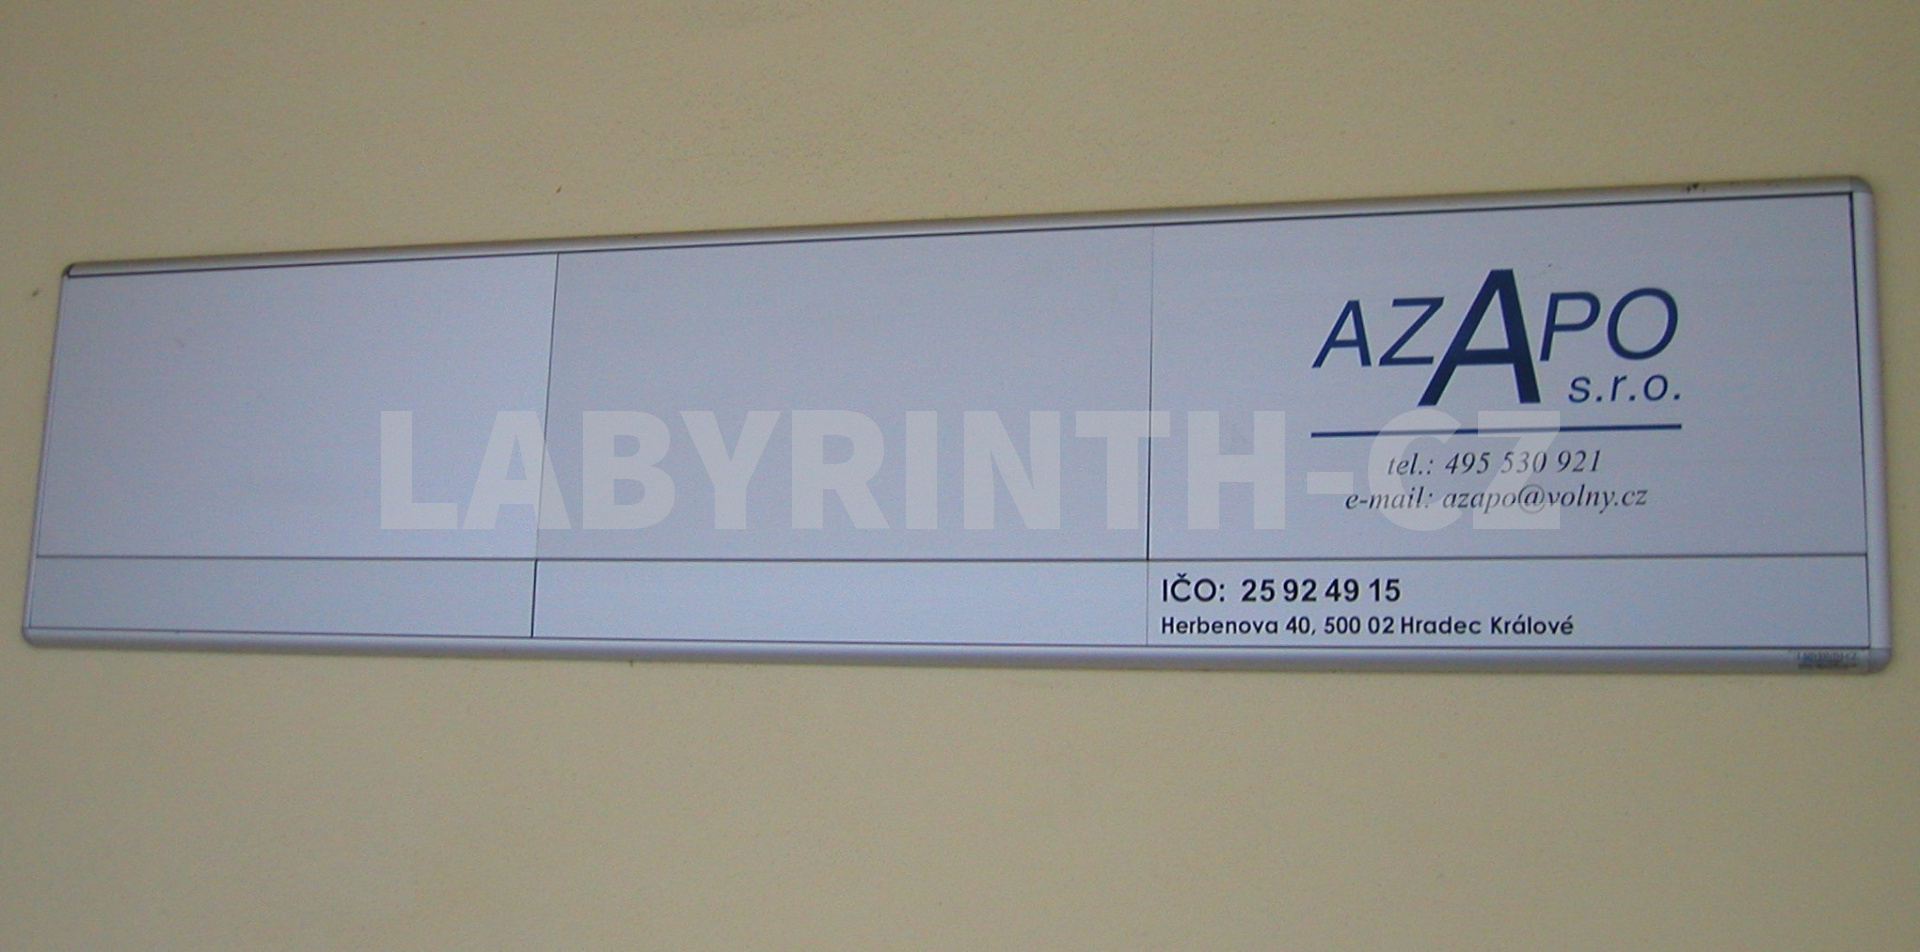 AZAPO
s.r.o.
tel.: 495 530 921
e-mail: azapo@volny.cz
LABYRINTH-CZ
IČO: 25 92 49 15
Herbenova 40, 500 02 Hradec Králové